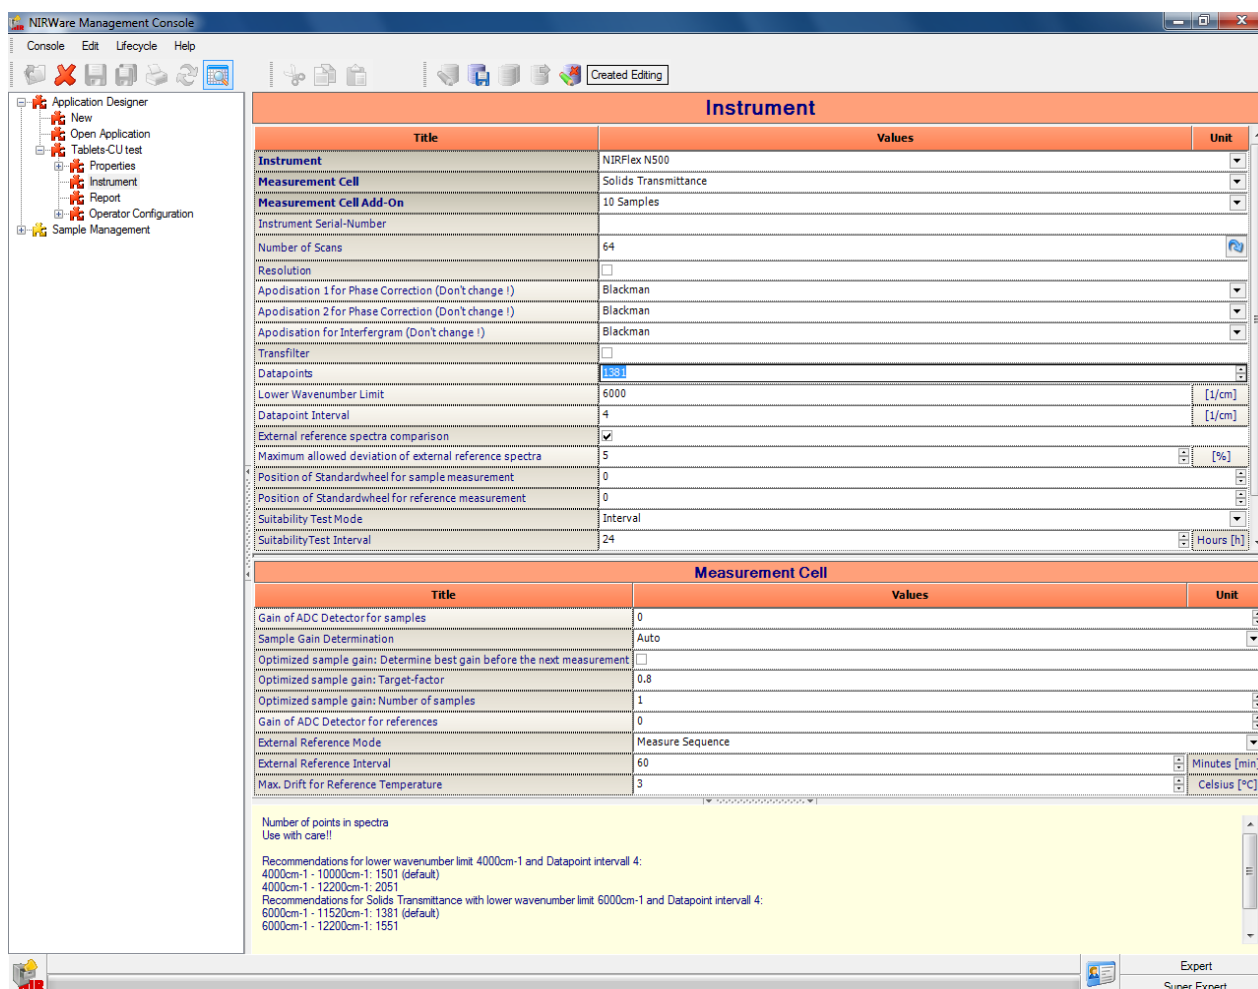 NIRWare Management Console
Console Edit Lifecycle Help
Created Editing
Application Designer
New
Open Application
Tablets-CU test
Properties
Instrument
Report
Operator Configuration
Sample Management
Instrument
Title Values Unit
Instrument NIRFlex N500
Measurement Cell Solids Transmittance
Measurement Cell Add-On 10 Samples
Instrument Serial-Number
Number of Scans 64
Resolution
Apodisation 1 for Phase Correction (Don't change !) Blackman
Apodisation 2 for Phase Correction (Don't change !) Blackman
Apodisation for Interfergram (Don't change !) Blackman
Transfilter
Datapoints 1381
Lower Wavenumber Limit 6000 [1/cm]
Datapoint Interval 4 [1/cm]
External reference spectra comparison
Maximum allowed deviation of external reference spectra 5 [%]
Position of Standardwheel for sample measurement 0
Position of Standardwheel for reference measurement 0
Suitability Test Mode Interval
SuitabilityTest Interval 24 Hours [h]
Measurement Cell
Title Values Unit
Gain of ADC Detector for samples 0
Sample Gain Determination Auto
Optimized sample gain: Determine best gain before the next measurement
Optimized sample gain: Target-factor 0.8
Optimized sample gain: Number of samples 1
Gain of ADC Detector for references 0
External Reference Mode Measure Sequence
External Reference Interval 60 Minutes [min]
Max. Drift for Reference Temperature 3 Celsius [°C]
Number of points in spectra
Use with care!!
Recommendations for lower wavenumber limit 4000cm-1 and Datapoint intervall 4:
4000cm-1 - 10000cm-1: 1501 (default)
4000cm-1 - 12200cm-1: 2051
Recommendations for Solids Transmittance with lower wavenumber limit 6000cm-1 and Datapoint intervall 4:
6000cm-1 - 11520cm-1: 1381 (default)
6000cm-1 - 12200cm-1: 1551
NIR
Expert
Super Expert